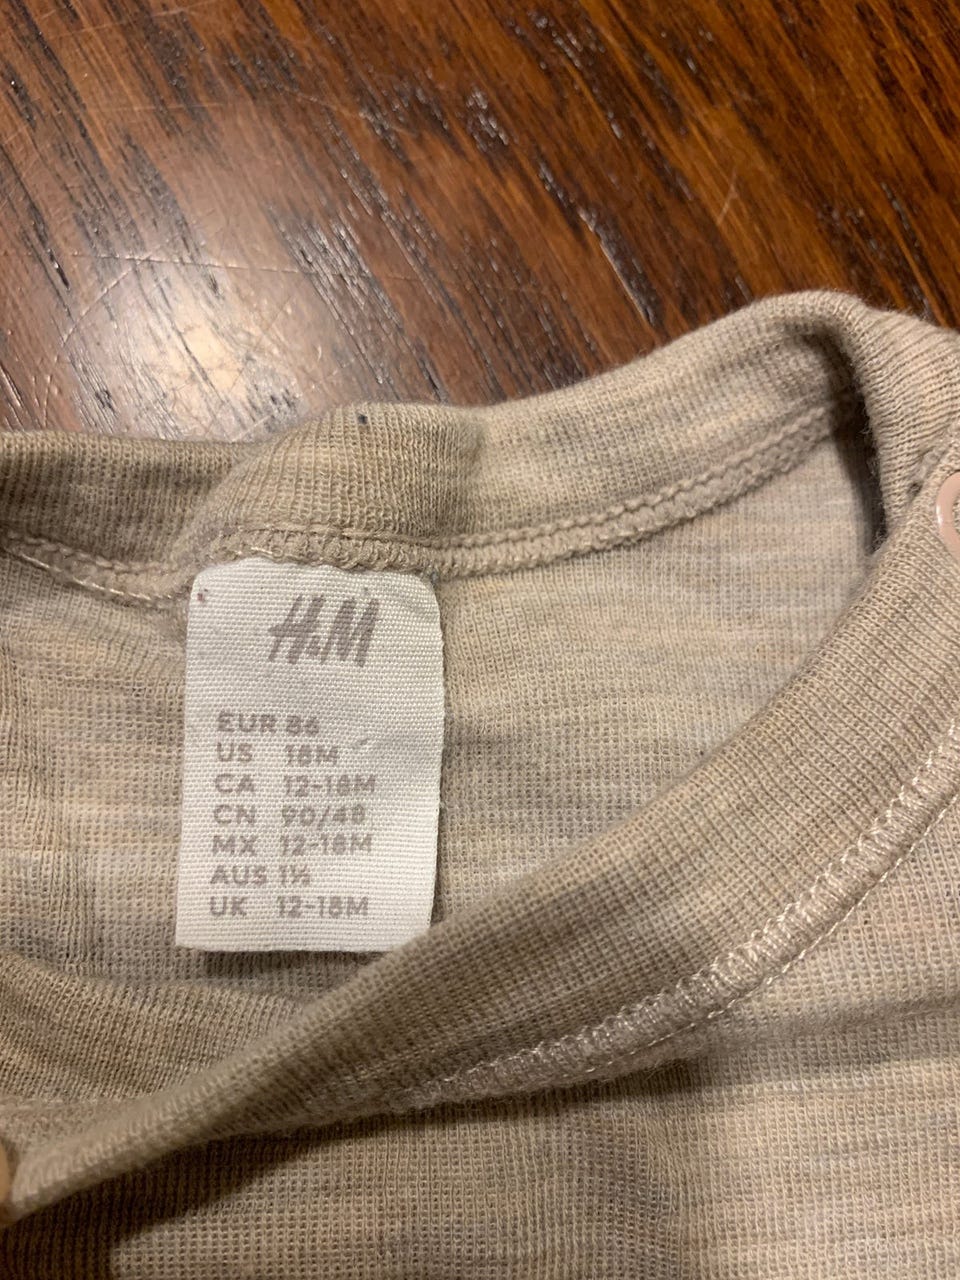 H&M
EUR 86
US 18M
CA 12-18M
CN 90/48
MX 12-18M
AUS 1½
UK 12-18M